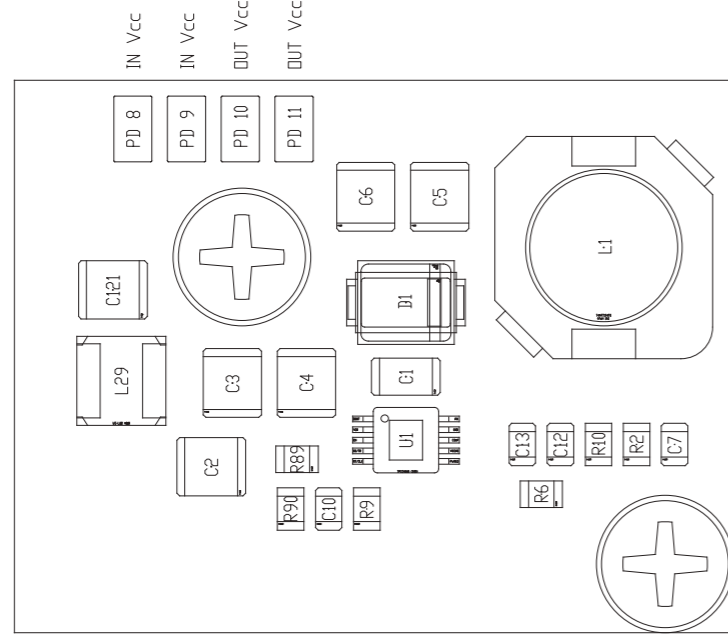 IN Vcc
IN Vcc
OUT Vcc
OUT Vcc
PD 8
PD 9
PD 10
PD 11
C6
C5
L1
C121
D1
L29
C3
C4
C1
U1
C2
R89
C13
C12
R10
R2
C7
R6
R90
C10
R9